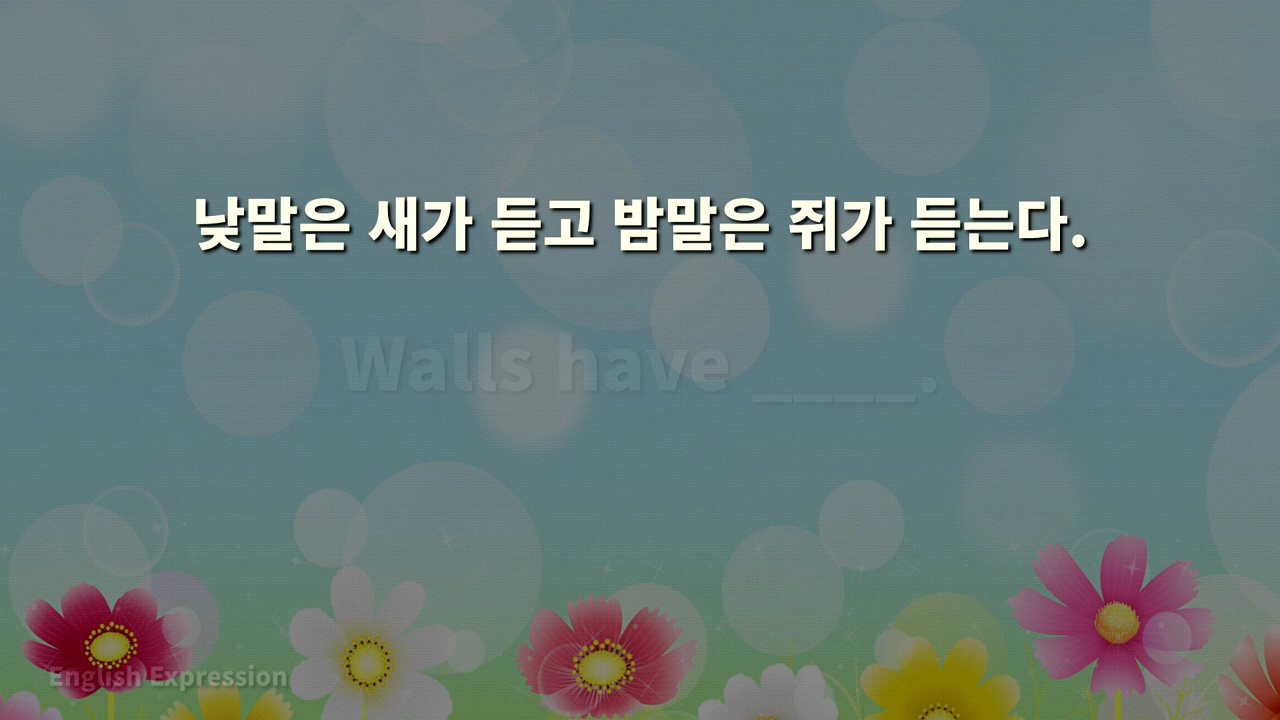 낮말은 새가 듣고 밤말은 쥐가 듣는다.
Walls have ____.
English Expression